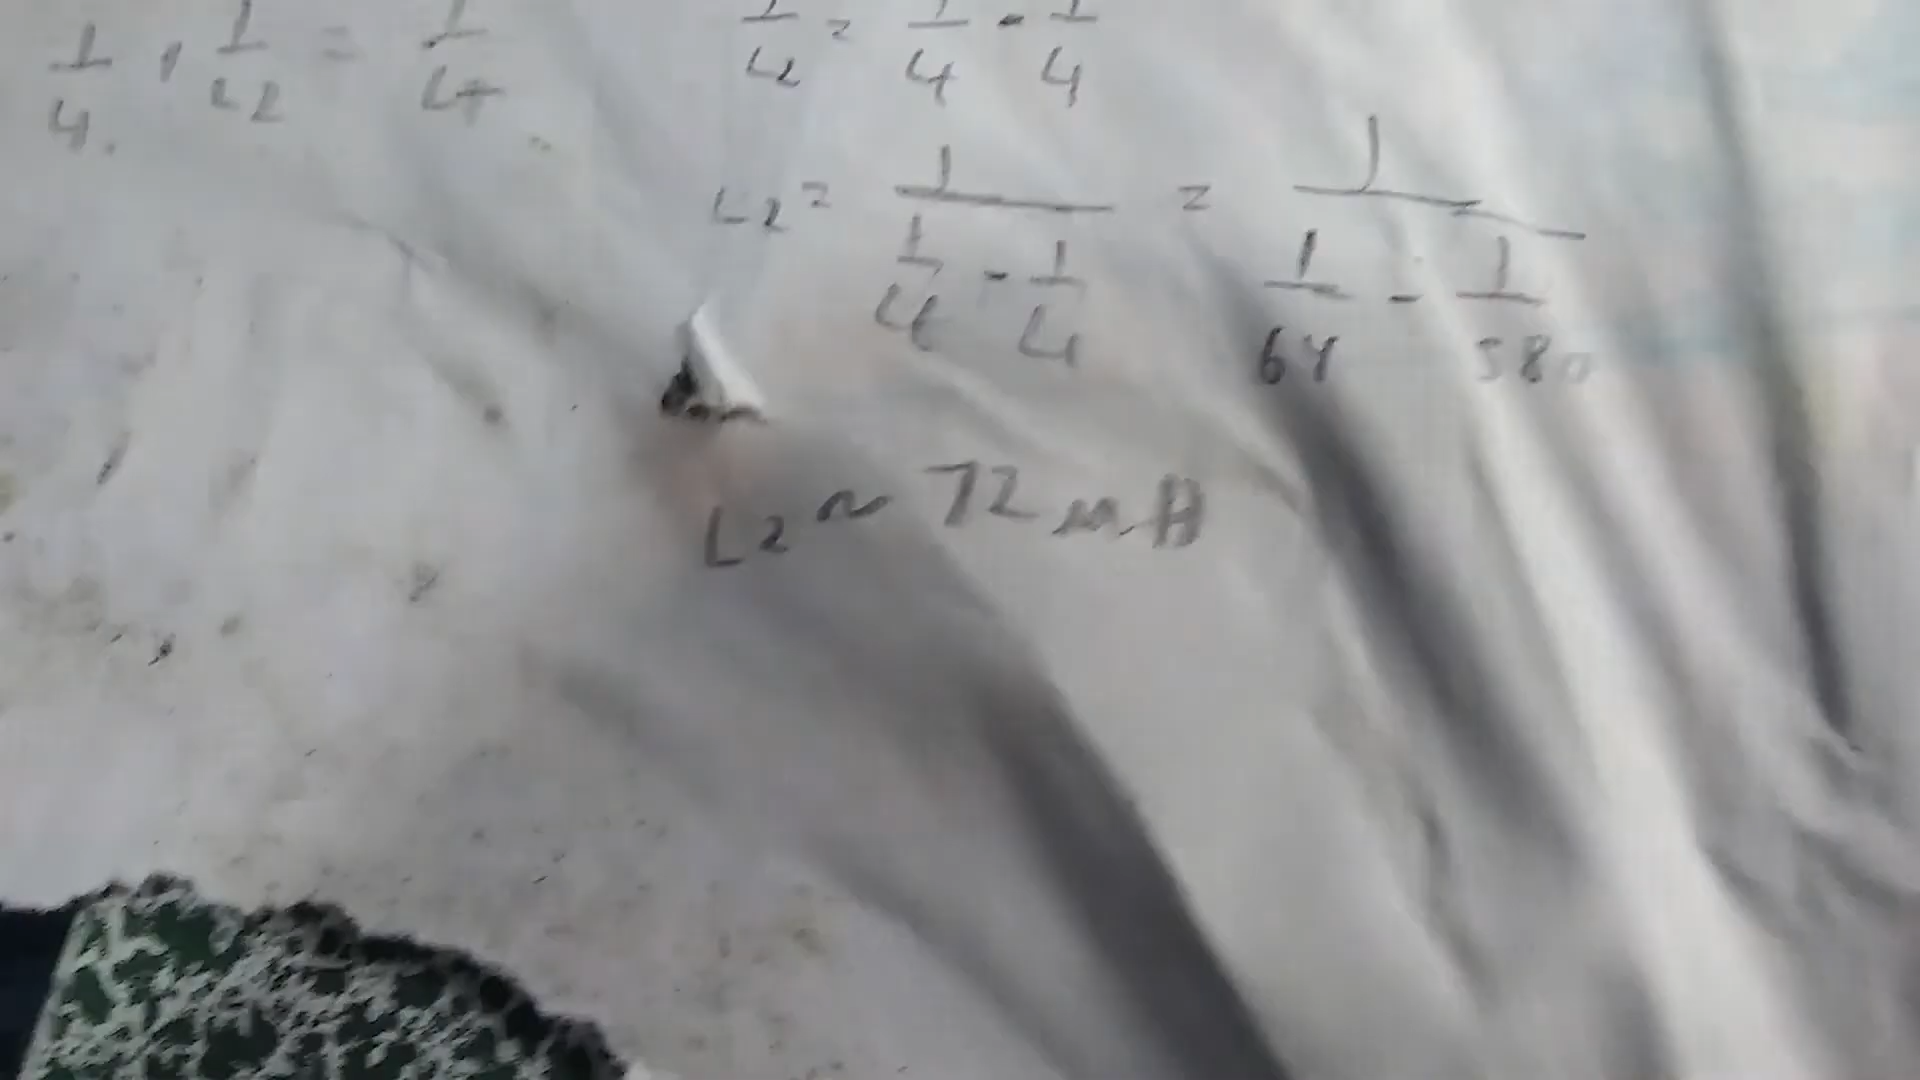 1/4. + 1/L2 = 1/Lt
1/L2 = 1/Lt - 1/L1
L2 = 1/(1/Lt - 1/L1) = 1/(1/64 - 1/580)
L2 ~ 72 mH